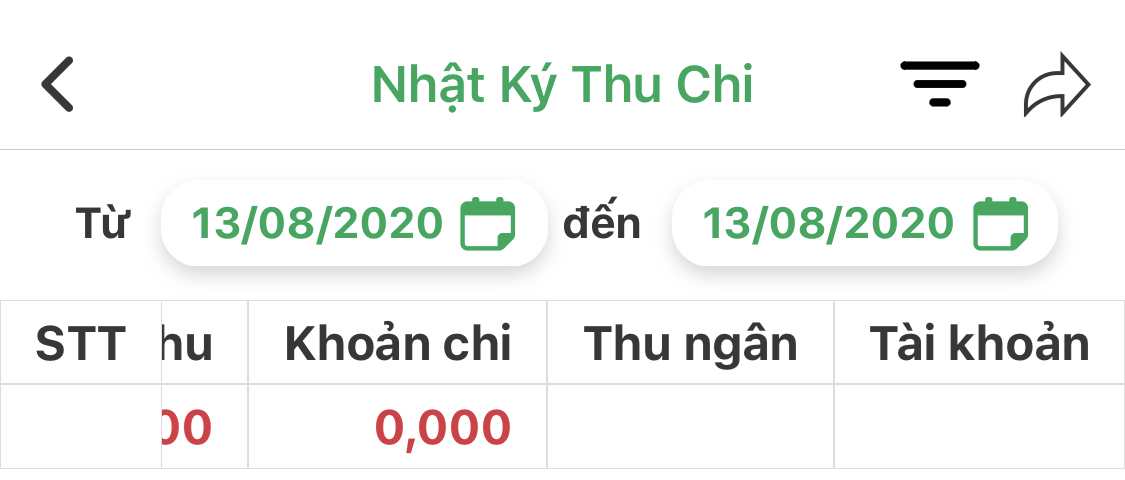 Nhật Ký Thu Chi
Từ 13/08/2020 đến 13/08/2020
STT hu Khoản chi Thu ngân Tài khoản
00 0,000